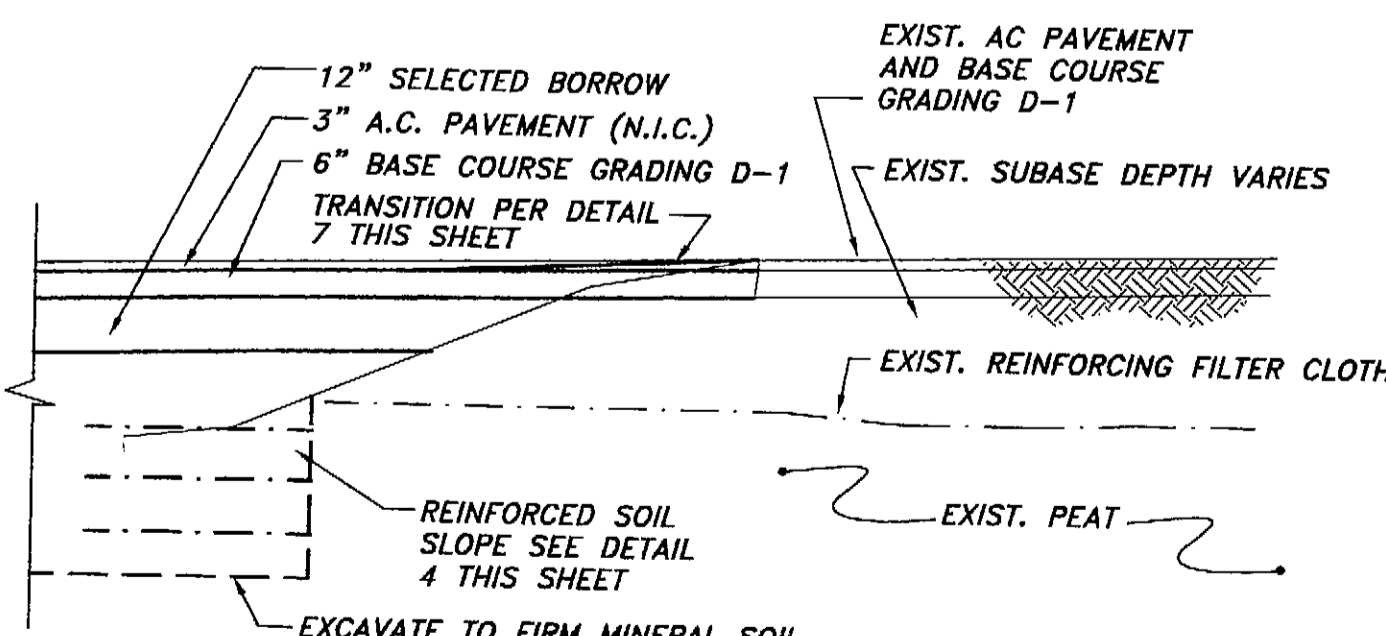 12" SELECTED BORROW
3" A.C. PAVEMENT (N.I.C.)
6" BASE COURSE GRADING D-1
TRANSITION PER DETAIL
7 THIS SHEET
EXIST. AC PAVEMENT
AND BASE COURSE
GRADING D-1
EXIST. SUBASE DEPTH VARIES
EXIST. REINFORCING FILTER CLOTH
REINFORCED SOIL
SLOPE SEE DETAIL
4 THIS SHEET
EXIST. PEAT
EXCAVATE TO FIRM MINERAL SOIL